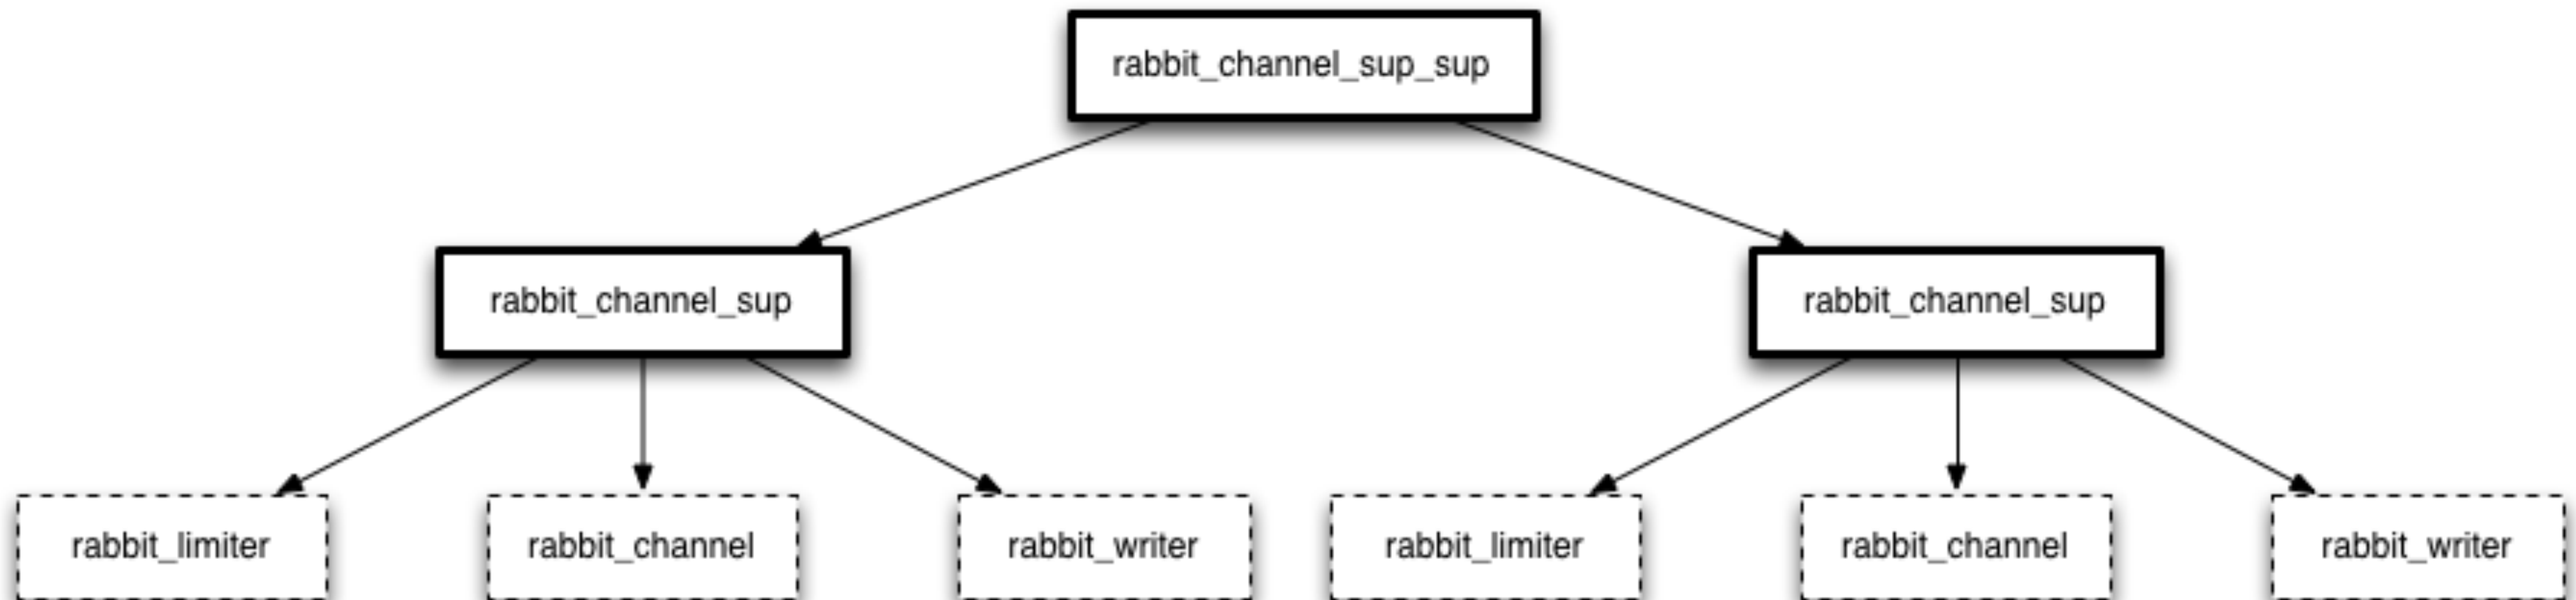 rabbit_channel_sup_sup
rabbit_channel_sup
rabbit_channel_sup
rabbit_limiter
rabbit_channel
rabbit_writer
rabbit_limiter
rabbit_channel
rabbit_writer